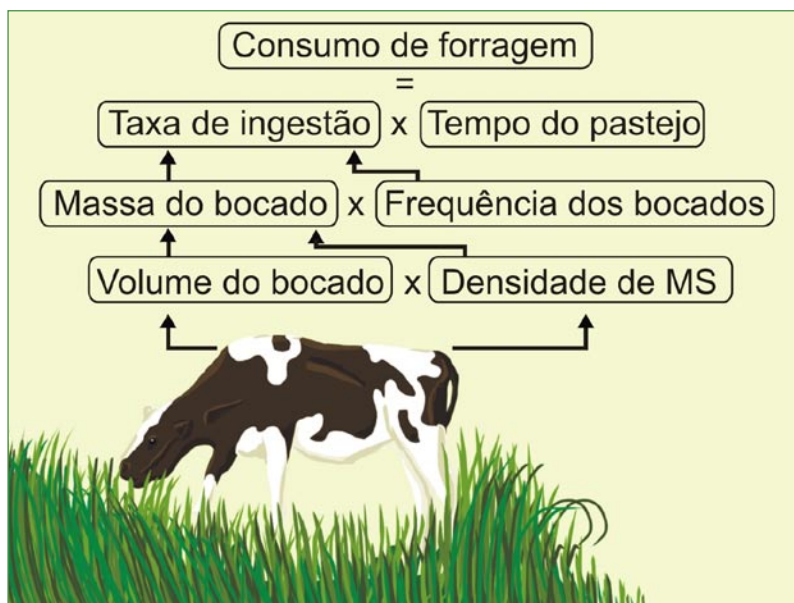 Consumo de forragem
=
Taxa de ingestão x Tempo do pastejo
Massa do bocado x Frequência dos bocados
Volume do bocado x Densidade de MS